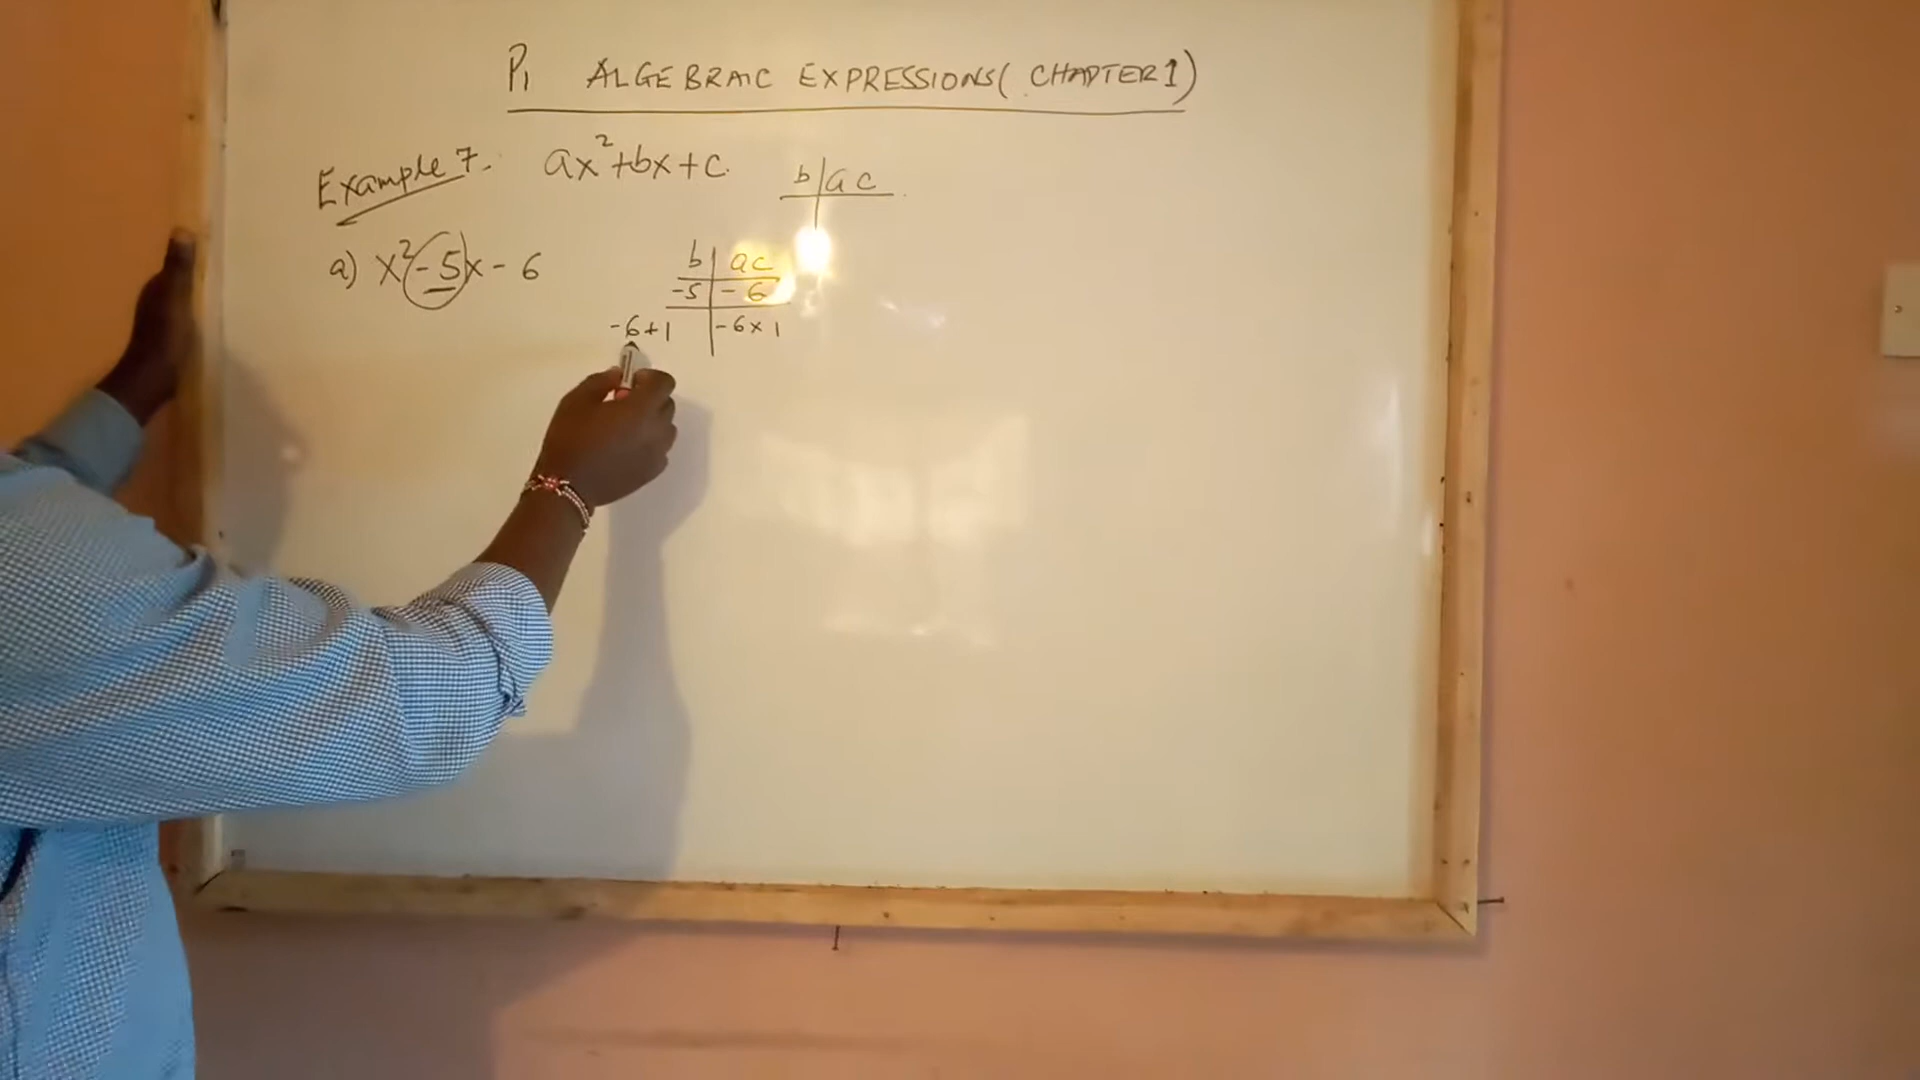 P1 ALGEBRAIC EXPRESSIONS( CHAPTER 1)
Example 7. ax²+bx+c.
b | ac
a) x²-5x-6
b | ac
-5 | -6
-6+1 | -6×1